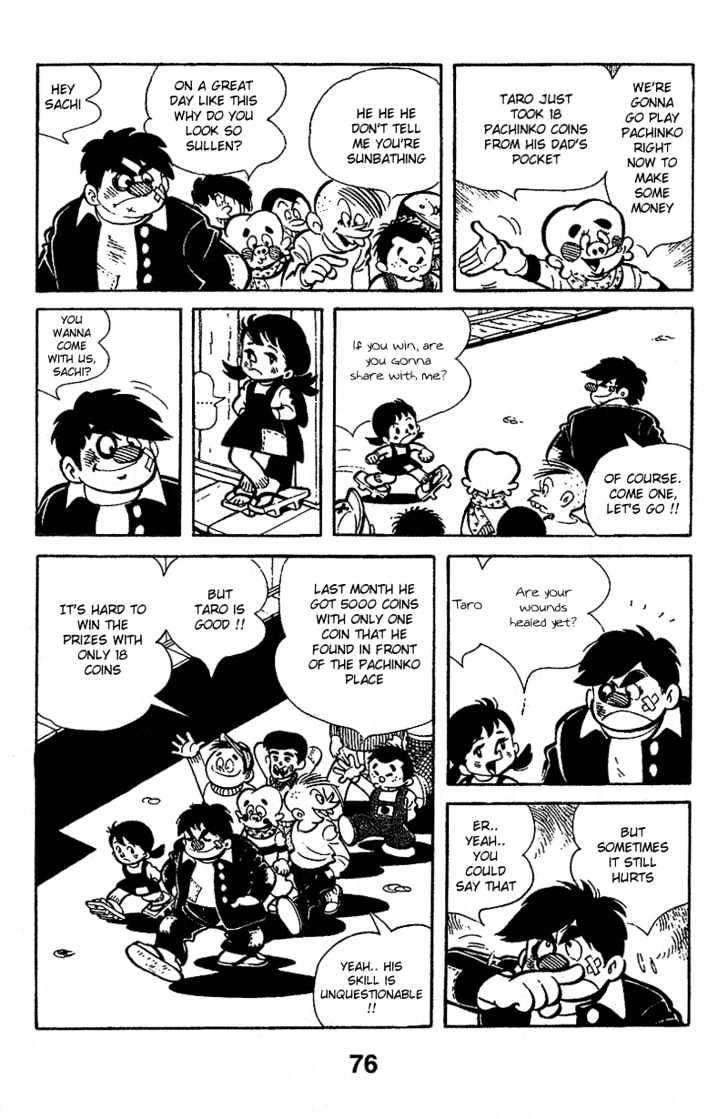 HEY
SACHI
ON A GREAT
DAY LIKE THIS
WHY DO YOU
LOOK SO
SULLEN?
HE HE HE
DON'T TELL
ME YOU'RE
SUNBATHING
TARO JUST
TOOK 18
PACHINKO COINS
FROM HIS DAD'S
POCKET
WE'RE
GONNA
GO PLAY
PACHINKO
RIGHT
NOW TO
MAKE
SOME
MONEY
YOU
WANNA
COME
WITH US,
SACHI?
.....
If you win, are
you gonna
share with me?
OF COURSE.
COME ONE,
LET'S GO !!
IT'S HARD TO
WIN THE
PRIZES WITH
ONLY 18
COINS
BUT
TARO IS
GOOD !!
LAST MONTH HE
GOT 5000 COINS
WITH ONLY ONE
COIN THAT HE
FOUND IN FRONT
OF THE PACHINKO
PLACE
YEAH.. HIS
SKILL IS
UNQUESTIONABLE
!!
Taro
Are your
wounds
healed yet?
ER..
YEAH..
YOU
COULD
SAY THAT
BUT
SOMETIMES
IT STILL
HURTS
76